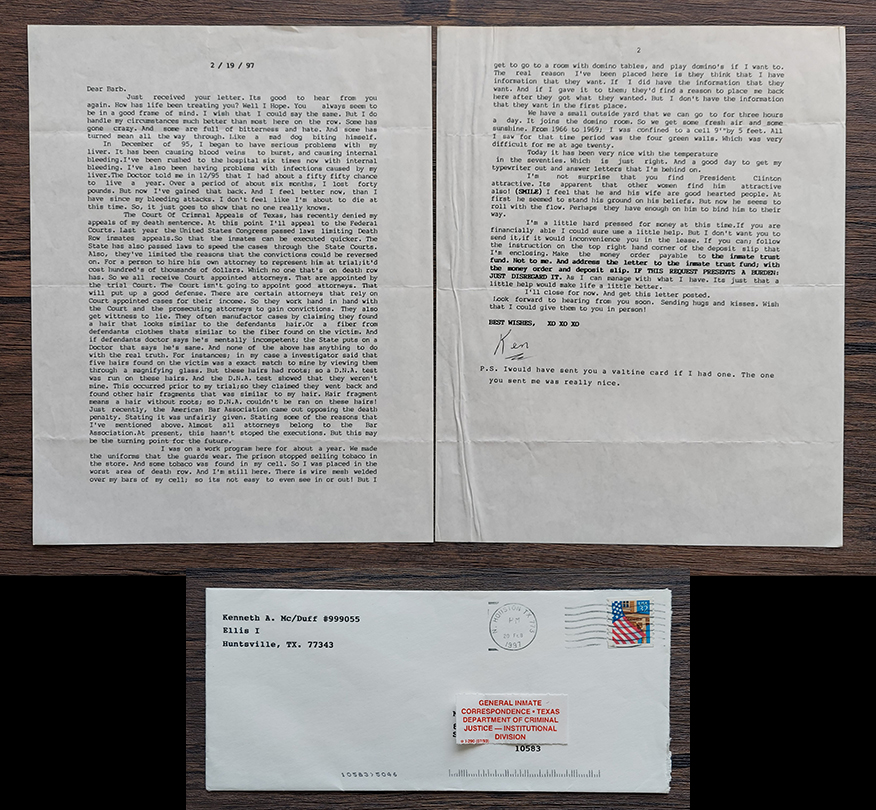 2 / 19 / 97
Dear Barb.
Just received your letter. Its good to hear from you
again. How has life been treating you? Well I Hope. You always seem to
be in a good frame of mind. I wish that I could say the same. But I do
handle my circumstances much better than most here on the row. Some has
gone crazy. And some are full of bitterness and hate. And some has
turned mean all the way through. Like a mad dog biting himself.
In December of 95, I began to have serious problems with my
liver. It has been causing blood veins to burst, and causing internal
bleeding.I've been rushed to the hospital six times now with internal
bleeding. I've also been having problems with infections caused by my
liver.The Doctor told me in 12/95 that I had about a fifty fifty chance
to live a year. Over a period of about six months, I lost forty
pounds. But now I've gained that back. And I feel better now, than I
have since my bleeding attacks. I don't feel like I'm about to die at
this time. So, it just goes to show that no one really knows.
The Court Of Criminal Appeals Of Texas, has recently denied my
appeals of my death sentence. At this point I'll appeal to the Federal
Courts. Last year the United States Congress passed laws limiting Death
Row inmates appeals.So that the inmates can be executed quicker. The
State has also passed laws to speed the cases through the State Courts.
Also, they've limited the reasons that the convictions could be reversed
on. For a person to hire his own attorney to represent him at trial;it'd
cost hundred's of thousands of dollars. Which no one that's on death row
has. So we all receive Court appointed attorneys. That are appointed by
the trial Court. The Court isn't going to appoint good attorneys. That
will put up a good defense. There are certain attorneys that rely on
Court appointed cases for their income. So they work hand in hand with
the Court and the prosecuting attorneys to gain convictions. They also
get witness to lie. They often manufactor cases by claiming they found
a hair that looks similar to the defendants hair.Or a fiber from
defendants clothes thats similar to the fiber found on the victim. And
if defendants doctor says he's mentally incompetent; the State puts on a
Doctor that says he's sane. And none of the above has anything to do
with the real truth. For instances; in my case a investigator said that
five hairs found on the victim was a exact match to mine by viewing them
through a magnifying glass. But these hairs had roots; so a D.N.A. test
was run on these hairs. And the D.N.A. test showed that they weren't
mine. This occurred prior to my trial;so they claimed they went back and
found other hair fragments that was similar to my hair. Hair fragment
means a hair without roots; so D.N.A. couldn't be ran on these hairs!
Just recently, the American Bar Association came out opposing the death
penalty. Stating it was unfairly given. Stating some of the reasons that
I've mentioned above. Almost all attorneys belong to the Bar
Association.At present, this hasn't stoped the executions. But this may
be the turning point for the future.
I was on a work program here for about a year. We made
the uniforms that the guards wear. The prison stopped selling tobacco in
the store. And some tobacco was found in my cell. So I was placed in the
worst area of death row. And I'm still here. There is wire mesh welded
over my bars of my cell; so its not easy to even see in or out! But I
2
get to go to a room with domino tables, and play domino's if I want to.
The real reason I've been placed here is they think that I have
information that they want. If I did have the information that they
want. And if I gave it to them; they'd find a reason to place me back
here after they got what they wanted. But I don't have the information
that they want in the first place.
We have a small outside yard that we can go to for three hours
a day. It joins the domino room. So we get some fresh air and some
sunshine. From 1966 to 1969; I was confined to a cell 9'by 5 feet. All
I saw for that time period was the four green walls. Which was very
difficult for me at age twenty.
Today it has been very nice with the temperature
in the seventies. Which is just right. And a good day to get my
typewriter out and answer letters that I'm behind on.
I'm not surprise that you find President Clinton
attractive. Its apparent that other women find him attractive
also! (SMILE) I feel that he and his wife are good hearted people. At
first he seemed to stand his ground on his beliefs. But now he seems to
roll with the flow. Perhaps they have enough on him to bind him to their
way.
I'm a little hard pressed for money at this time.If you are
financially able I could sure use a little help. But I don't want you to
send it,if it would inconvenience you in the lease. If you can; follow
the instruction on the top right hand corner of the deposit slip that
I'm enclosing. Make the money order payable to the inmate trust
fund. Not to me. And address the letter to the inmate trust fund; with
the money order and deposit slip. IF THIS REQUEST PRESENTS A BURDEN:
JUST DISREGARD IT. As I can manage with what I have. Its just that a
little help would make life a little better.
I'll close for now. And get this letter posted.
Look forward to hearing from you soon. Sending hugs and kisses. Wish
that I could give them to you in person!
BEST WISHES, XO XO XO
Ken
P.S. Iwould have sent you a valtine card if I had one. The one
you sent me was really nice.
Kenneth A. Mc/Duff #999055
Ellis I
Huntsville, TX. 77343
N. HOUSTON TX 773
PM
20 FEB
1997
USA 32
GENERAL INMATE
CORRESPONDENCE • TEXAS
DEPARTMENT OF CRIMINAL
JUSTICE — INSTITUTIONAL
DIVISION
10583
10583>5046